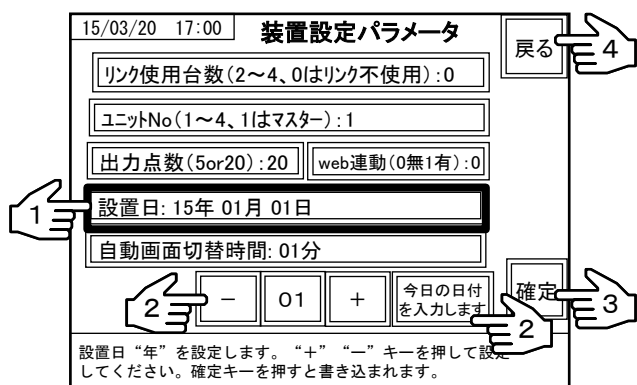 15/03/20 17:00 装置設定パラメータ
戻る 4
リンク使用台数(2～4、0はリンク不使用):0
ユニットNo(1～4、1はマスター):1
出力点数(5or20):20 web連動(0無1有):0
1 設置日: 15年 01月 01日
自動画面切替時間: 01分
2 － 01 ＋ 今日の日付
を入力します 2 確定 3
設置日“年”を設定します。“+”“－”キーを押して設定
してください。確定キーを押すと書き込まれます。